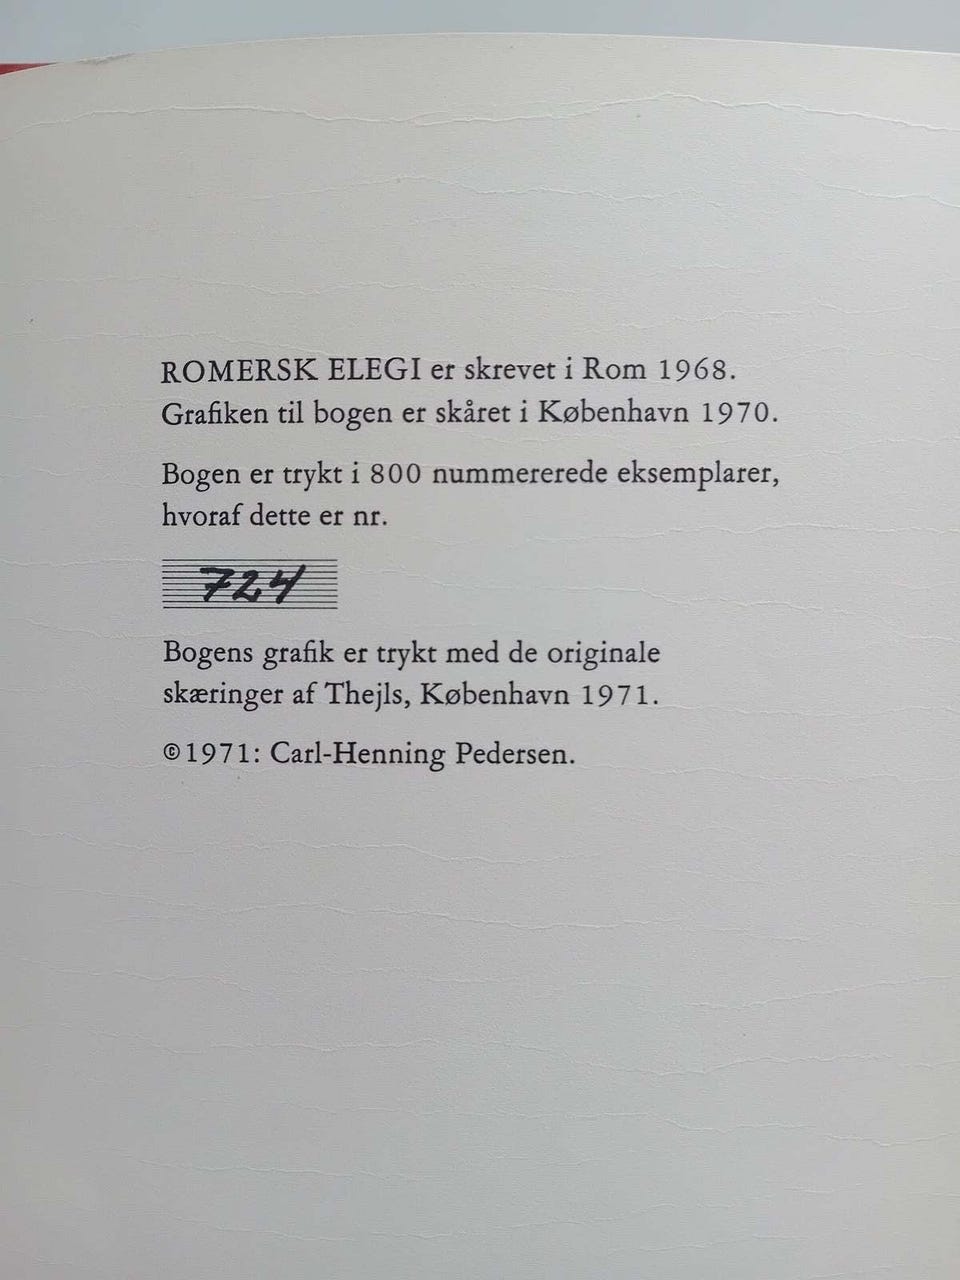 ROMERSK ELEGI er skrevet i Rom 1968.
Grafiken til bogen er skåret i København 1970.
Bogen er trykt i 800 nummererede eksemplarer,
hvoraf dette er nr.
724
Bogens grafik er trykt med de originale
skæringer af Thejls, København 1971.
©1971: Carl-Henning Pedersen.